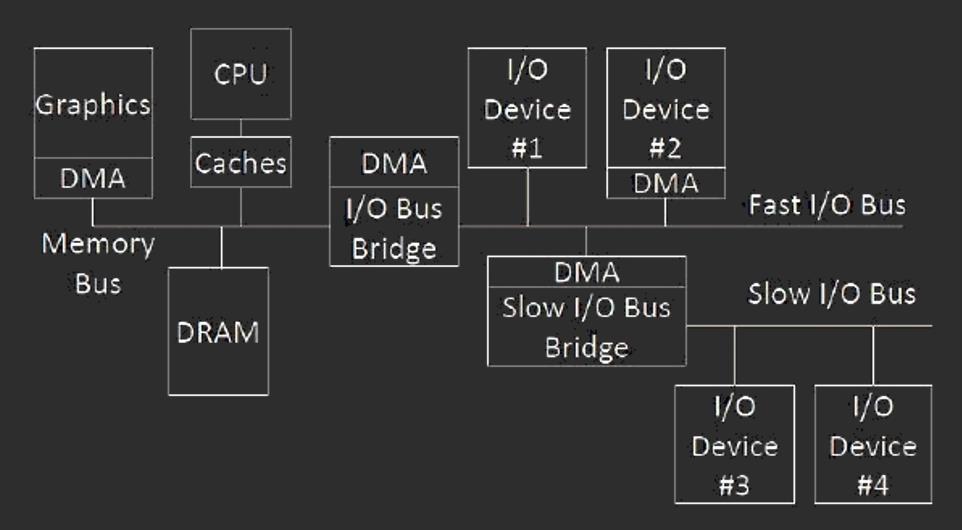 Graphics
DMA
CPU
Caches
DMA
I/O Bus
Bridge
I/O
Device
#1
I/O
Device
#2
DMA
Fast I/O Bus
Memory
Bus
DRAM
DMA
Slow I/O Bus
Bridge
Slow I/O Bus
I/O
Device
#3
I/O
Device
#4